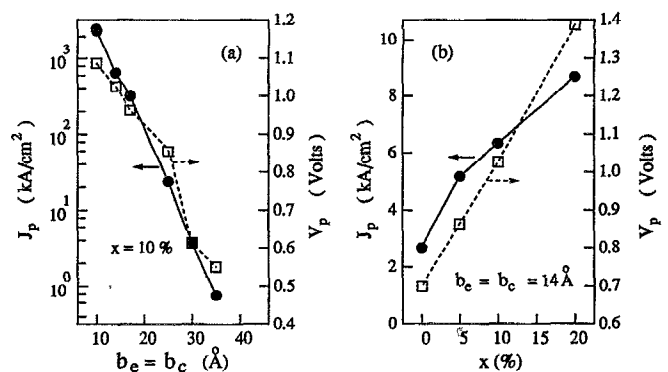 (a)
J_p ( kA/cm² )
10³
10²
10¹
10⁰
x = 10 %
1.2
1.1
1.0
0.9
0.8
0.7
0.6
0.5
0.4
V_p ( Volts )
10 20 30 40
b_e = b_c (Å)
(b)
J_p ( kA/cm² )
10
8
6
4
2
0
b_e = b_c = 14 Å
1.4
1.3
1.2
1.1
1.0
0.9
0.8
0.7
0.6
V_p ( Volts )
0 5 10 15 20
x (%)